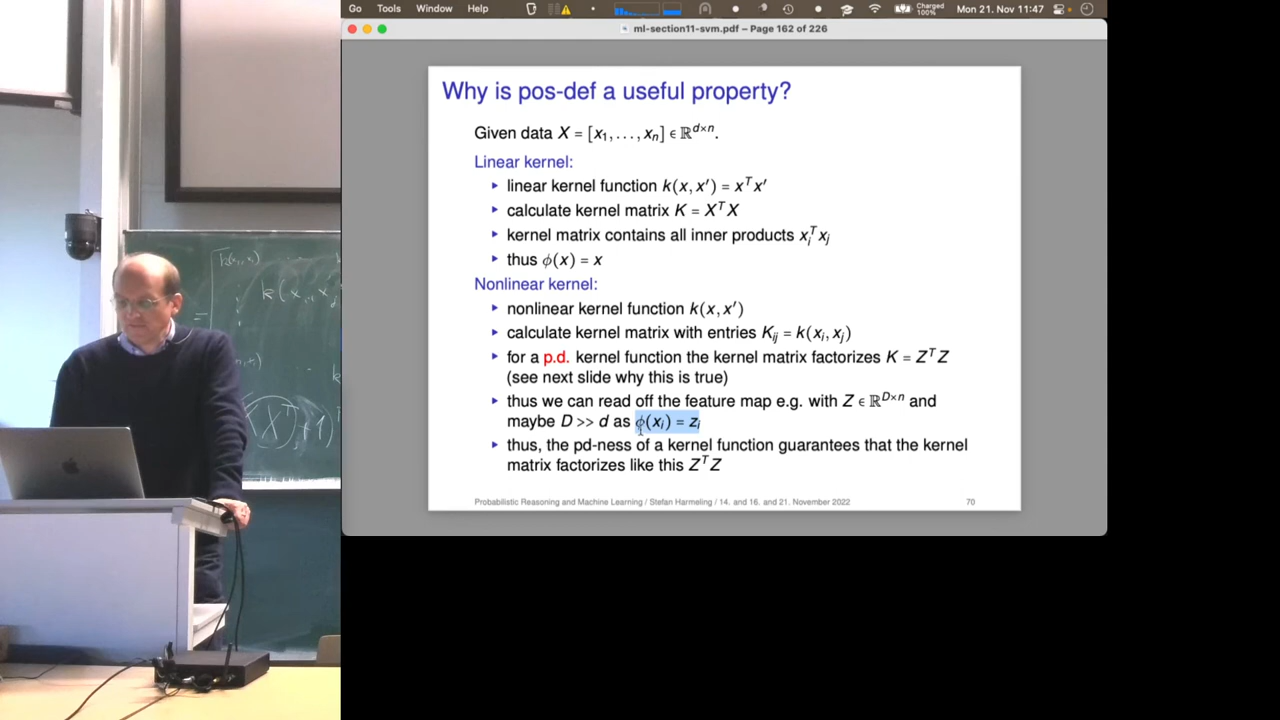 Go Tools Window Help Charged 100% Mon 21. Nov 11:47
ml-section11-svm.pdf – Page 162 of 226
Why is pos-def a useful property?
Given data X = [x₁, . . . , xₙ] ∈ ℝ^{d×n}.
Linear kernel:
▸ linear kernel function k(x, x′) = xᵀx′
▸ calculate kernel matrix K = XᵀX
▸ kernel matrix contains all inner products xᵢᵀxⱼ
▸ thus ϕ(x) = x
Nonlinear kernel:
▸ nonlinear kernel function k(x, x′)
▸ calculate kernel matrix with entries Kᵢⱼ = k(xᵢ, xⱼ)
▸ for a p.d. kernel function the kernel matrix factorizes K = ZᵀZ
(see next slide why this is true)
▸ thus we can read off the feature map e.g. with Z ∈ ℝ^{D×n} and
maybe D >> d as ϕ(xᵢ) = zᵢ
▸ thus, the pd-ness of a kernel function guarantees that the kernel
matrix factorizes like this ZᵀZ
Probabilistic Reasoning and Machine Learning / Stefan Harmeling / 14. and 16. and 21. November 2022 70